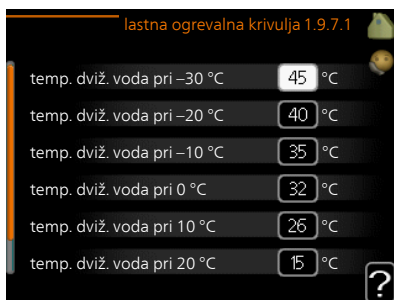 lastna ogrevalna krivulja 1.9.7.1
temp. dviž. voda pri –30 °C 45 °C
temp. dviž. voda pri –20 °C 40 °C
temp. dviž. voda pri –10 °C 35 °C
temp. dviž. voda pri 0 °C 32 °C
temp. dviž. voda pri 10 °C 26 °C
temp. dviž. voda pri 20 °C 15 °C
?